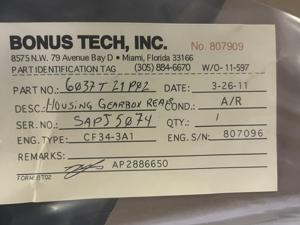 BONUS TECH, INC. No. 807909
8575 N.W. 79 Avenue Bay D • Miami, Florida 33166
PART IDENTIFICATION TAG (305) 884-6670 W/O-11-597
PART NO.: 6037T21P02 DATE: 3-26-11
DESC.: HOUSING GEARBOX REAR COND.: A/R
SER. NO.: SAPJ5074 QTY.: 1
ENG. TYPE: CF34-3A1 ENG. S/N: 807096
REMARKS:
AP2886650
FORM: BT02